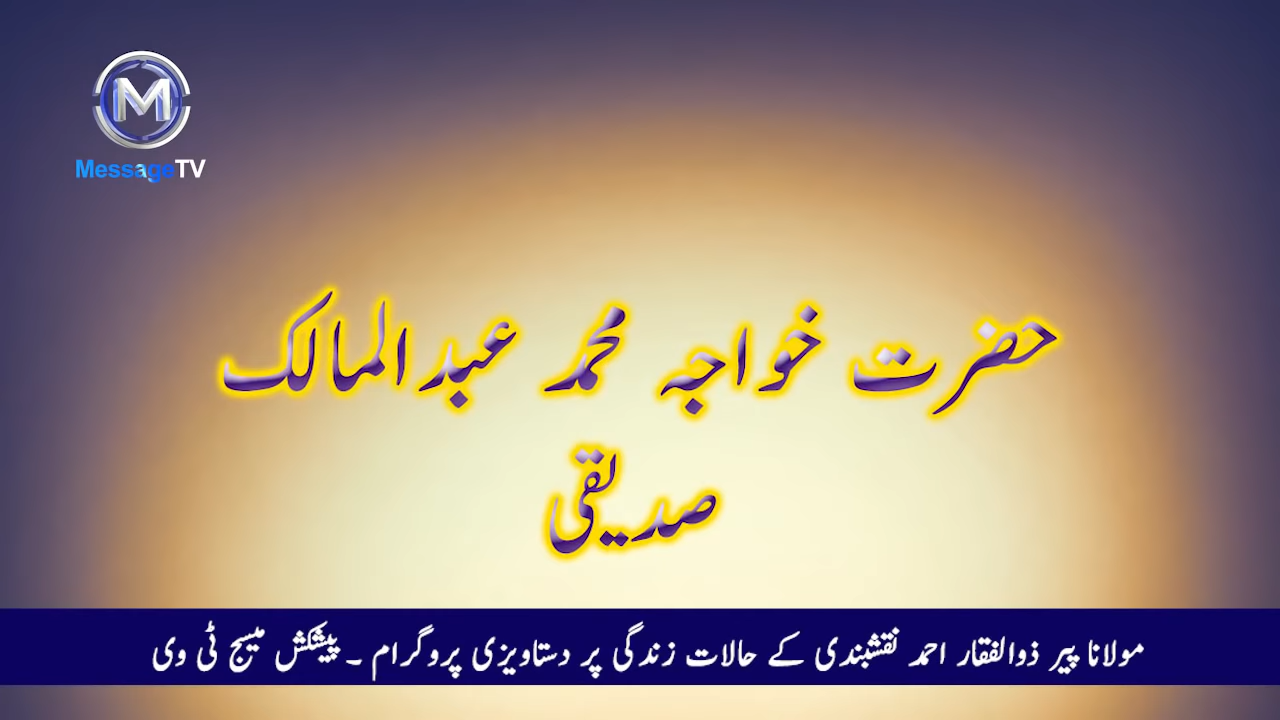 MessageTV
حضرت خواجہ محمد عبدالمالک
صدیقی
مولانا پیر ذوالفقار احمد نقشبندی کے حالات زندگی پر دستاویزی پروگرام ۔ پیشکش میسج ٹی وی